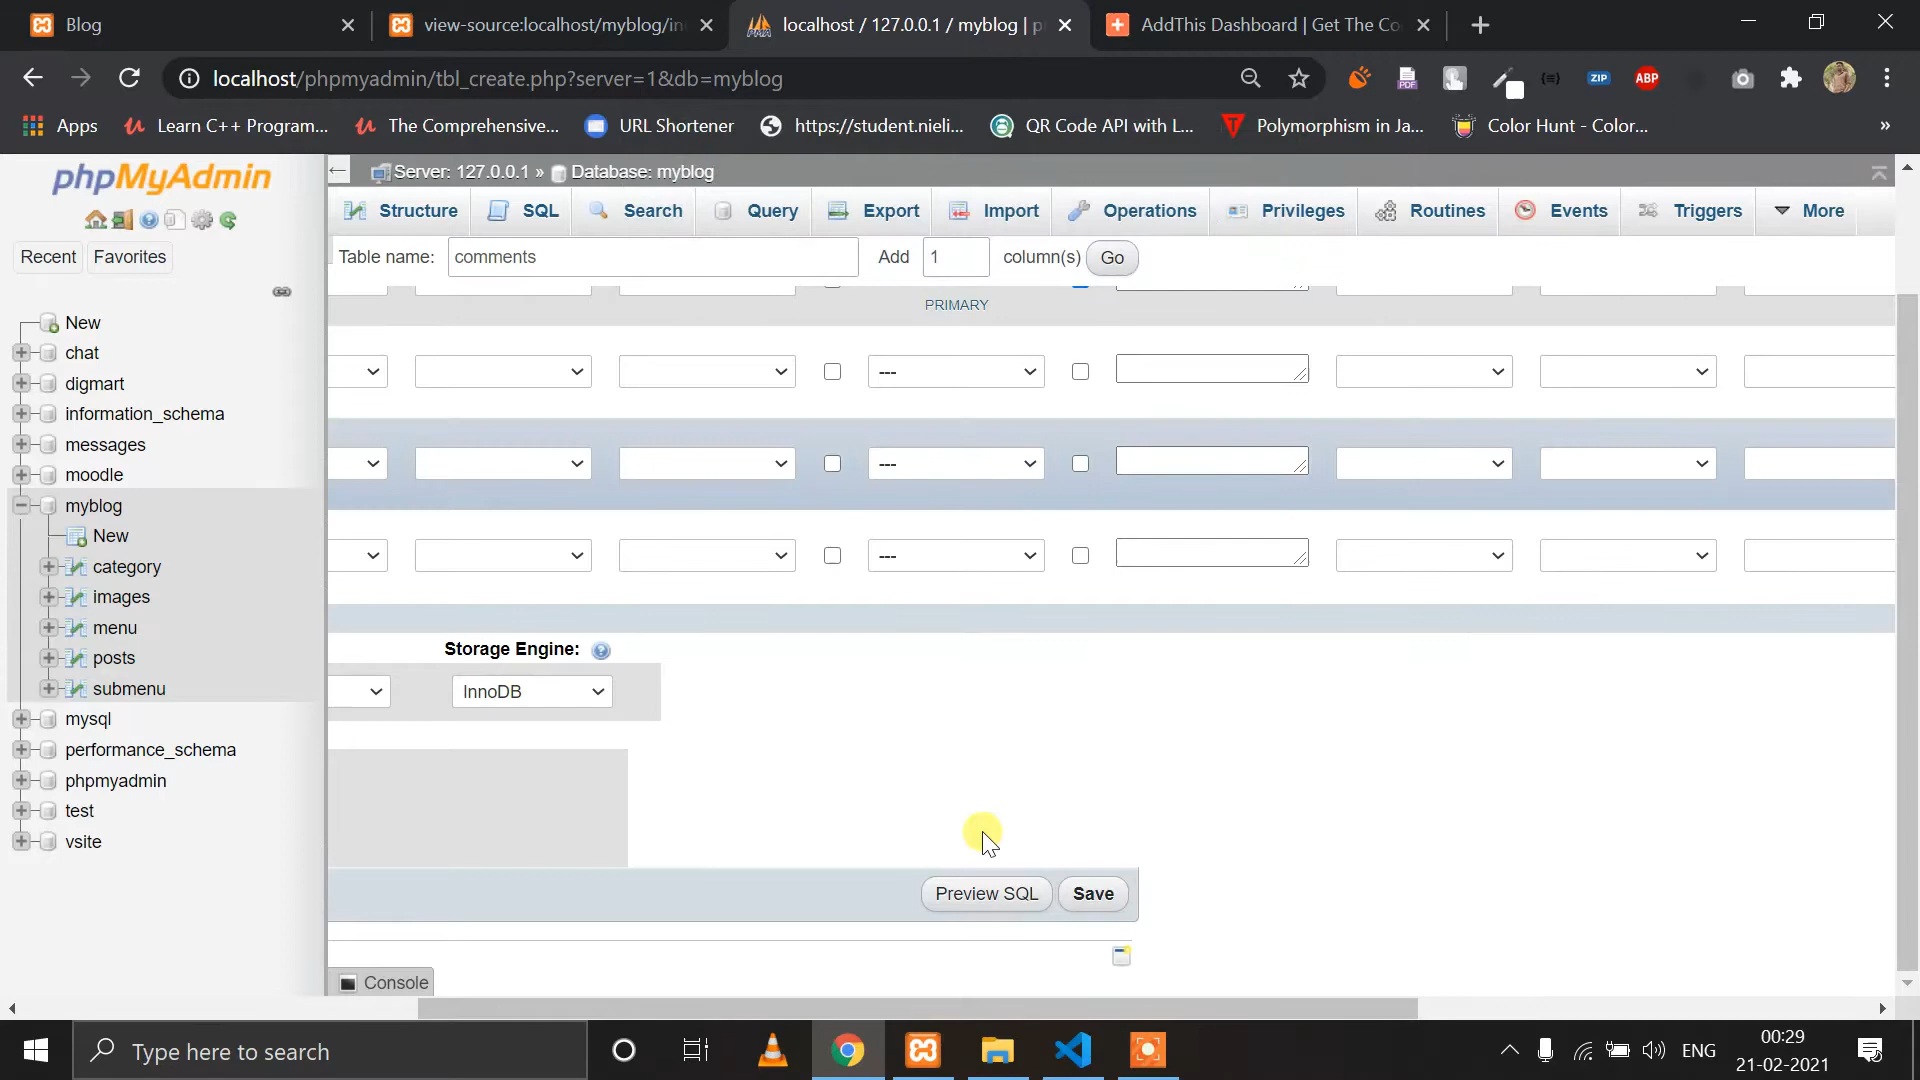 Blog
view-source:localhost/myblog/in
localhost / 127.0.0.1 / myblog | p
AddThis Dashboard | Get The Co
localhost/phpmyadmin/tbl_create.php?server=1&db=myblog
Apps
Learn C++ Program...
The Comprehensive...
URL Shortener
https://student.nieli...
QR Code API with L...
Polymorphism in Ja...
Color Hunt - Color...
»
phpMyAdmin
Recent
Favorites
New
chat
digmart
information_schema
messages
moodle
myblog
New
category
images
menu
posts
submenu
mysql
performance_schema
phpmyadmin
test
vsite
Server: 127.0.0.1 » Database: myblog
Structure
SQL
Search
Query
Export
Import
Operations
Privileges
Routines
Events
Triggers
More
Table name: comments Add 1 column(s) Go
PRIMARY
---
---
---
Storage Engine:
InnoDB
Preview SQL
Save
Console
Type here to search
ENG
00:29
21-02-2021
PDF
ZIP
ABP